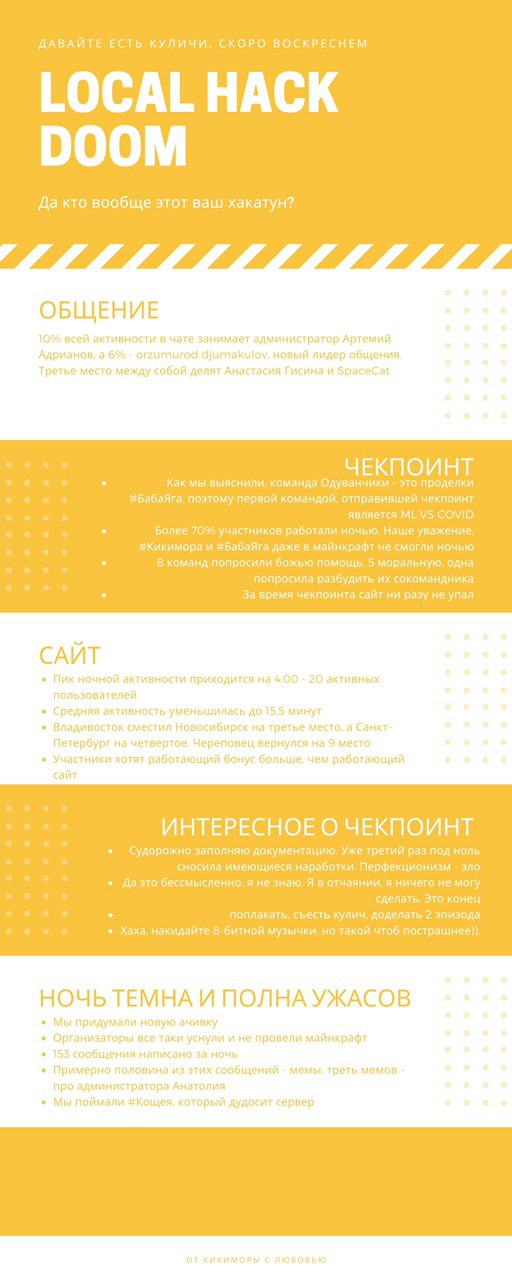 ДАВАЙТЕ ЕСТЬ КУЛИЧИ, СКОРО ВОСКРЕСНЕМ
LOCAL HACK
DOOM
Да кто вообще этот ваш хакатун?
ОБЩЕНИЕ
10% всей активности в чате занимает администратор Артемий
Адрианов, а 6% - orzumurod djumakulov, новый лидер общения.
Третье место между собой делят Анастасия Гисина и SpaceCat
ЧЕКПОИНТ
• Как мы выяснили, команда Одуванчики - это проделки
#БабаЯга, поэтому первой командой, отправившей чекпоинт
является ML VS COVID
• Более 70% участников работали ночью. Наше уважение,
#Кикимора и #БабаЯга даже в майнкрафт не смогли ночью
• 8 команд попросили божью помощь, 5 моральную, одна
попросила разбудить их сокомандника
• За время чекпоинта сайт ни разу не упал
САЙТ
• Пик ночной активности приходится на 4:00 - 20 активных
пользователей
• Средняя активность уменьшилась до 15,5 минут
• Владивосток сместил Новосибирск на третье место, а Санкт-
Петербург на четвертое. Череповец вернулся на 9 место
• Участники хотят работающий бонус больше, чем работающий
сайт
ИНТЕРЕСНОЕ О ЧЕКПОИНТ
• Судорожно заполняю документацию. Уже третий раз под ноль
сносила имеющиеся наработки. Перфекционизм - зло
• Да это бессмысленно, я не знаю. Я в отчаянии, я ничего не могу
сделать. Это конец
• поплакать, съесть кулич, доделать 2 эпизода
• Хаха, накидайте 8-битной музычки, но такой чтоб пострашнее)).
НОЧЬ ТЕМНА И ПОЛНА УЖАСОВ
• Мы придумали новую ачивку
• Организаторы все таки уснули и не провели майнкрафт
• 153 сообщения написано за ночь
• Примерно половина из этих сообщений - мемы, треть мемов -
про администратора Анатолия
• Мы поймали #Кощея, который дудосит сервер
ОТ КИКИМОРЫ С ЛЮБОВЬЮ